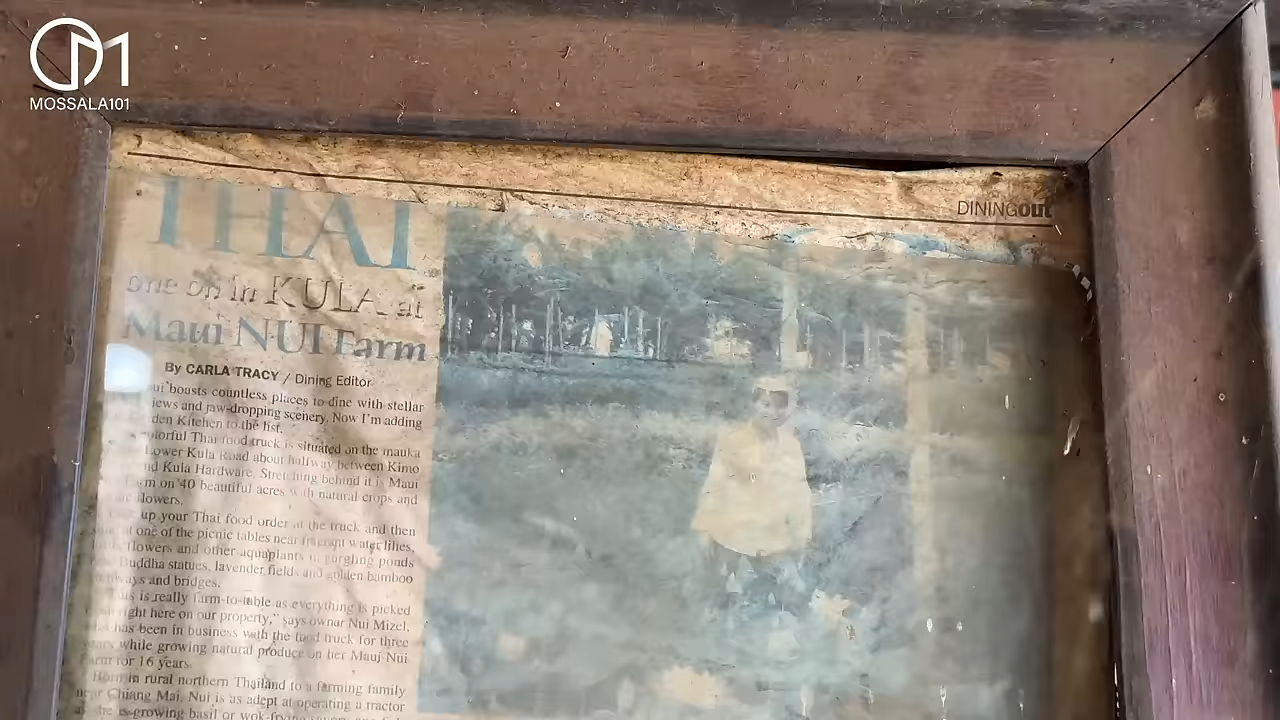 MOSSALA101
DININGout
THAI
one on in KULA at
Maui NUI Farm
By CARLA TRACY / Dining Editor
boasts countless places to dine with stellar
and jaw-dropping scenery. Now I'm adding
Kitchen to the list.
Thai food truck is situated on the mauka
Lower Kula Road about halfway between Kimo
Kula Hardware. Stretching behind it is Maui
on 40 beautiful acres with natural crops and
flowers.
up your Thai food order at the truck and then
at one of the picnic tables near fragrant water lilies,
flowers and other aquaplants in gurgling ponds
Buddha statues, lavender fields and golden bamboo
and bridges.
is really farm-to-table as everything is picked
right here on our property," says owner Nui Mizel,
has been in business with the food truck for three
while growing natural produce on her Maui Nui
Farm for 16 years.
Born in rural northern Thailand to a farming family
near Chiang Mai, Nui is as adept at operating a tractor
as she is growing basil or